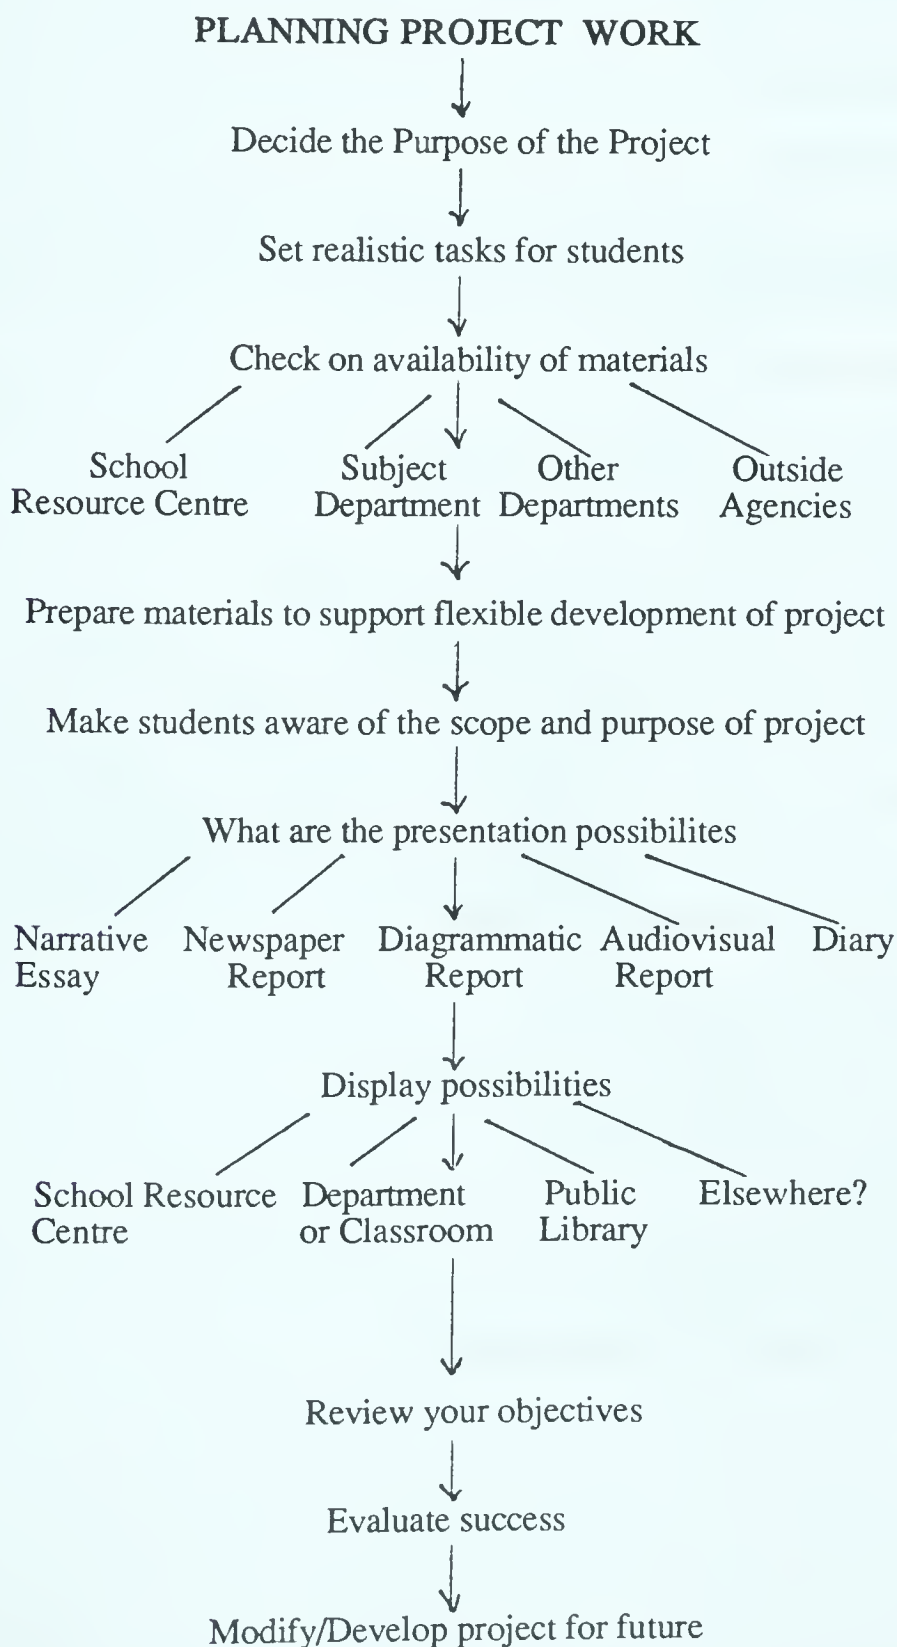 PLANNING PROJECT WORK
Decide the Purpose of the Project
Set realistic tasks for students
Check on availability of materials
School
Resource Centre
Subject
Department
Other
Departments
Outside
Agencies
Prepare materials to support flexible development of project
Make students aware of the scope and purpose of project
What are the presentation possibilites
Narrative
Essay
Newspaper
Report
Diagrammatic
Report
Audiovisual
Report
Diary
Display possibilities
School Resource
Centre
Department
or Classroom
Public
Library
Elsewhere?
Review your objectives
Evaluate success
Modify/Develop project for future